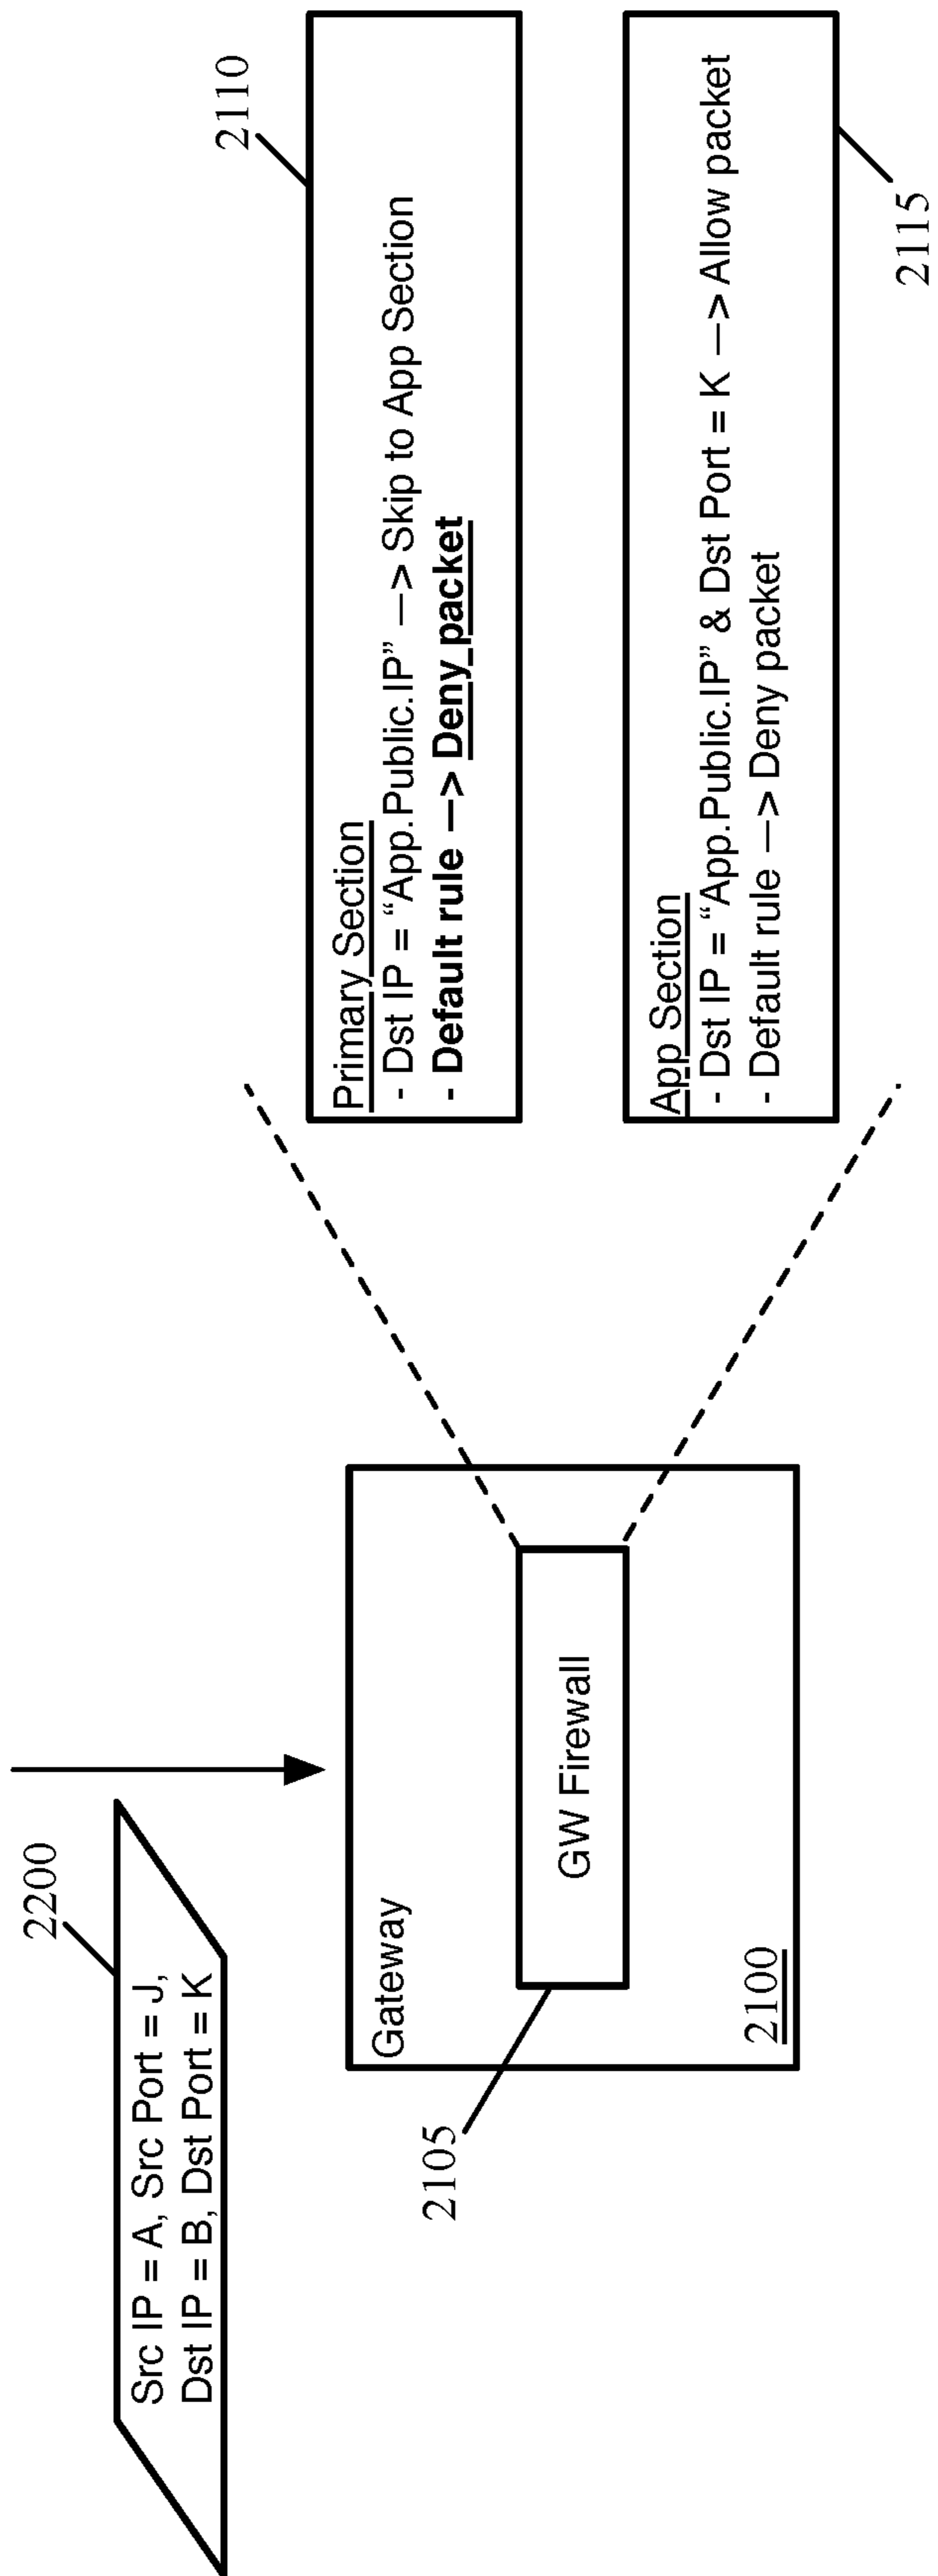 2200
Src IP = A, Src Port = J,
Dst IP = B, Dst Port = K
Gateway
2105
GW Firewall
2100
2110
Primary Section
- Dst IP = “App.Public.IP” —> Skip to App Section
- Default rule —> Deny packet
App Section
- Dst IP = “App.Public.IP” & Dst Port = K —> Allow packet
- Default rule —> Deny packet
2115